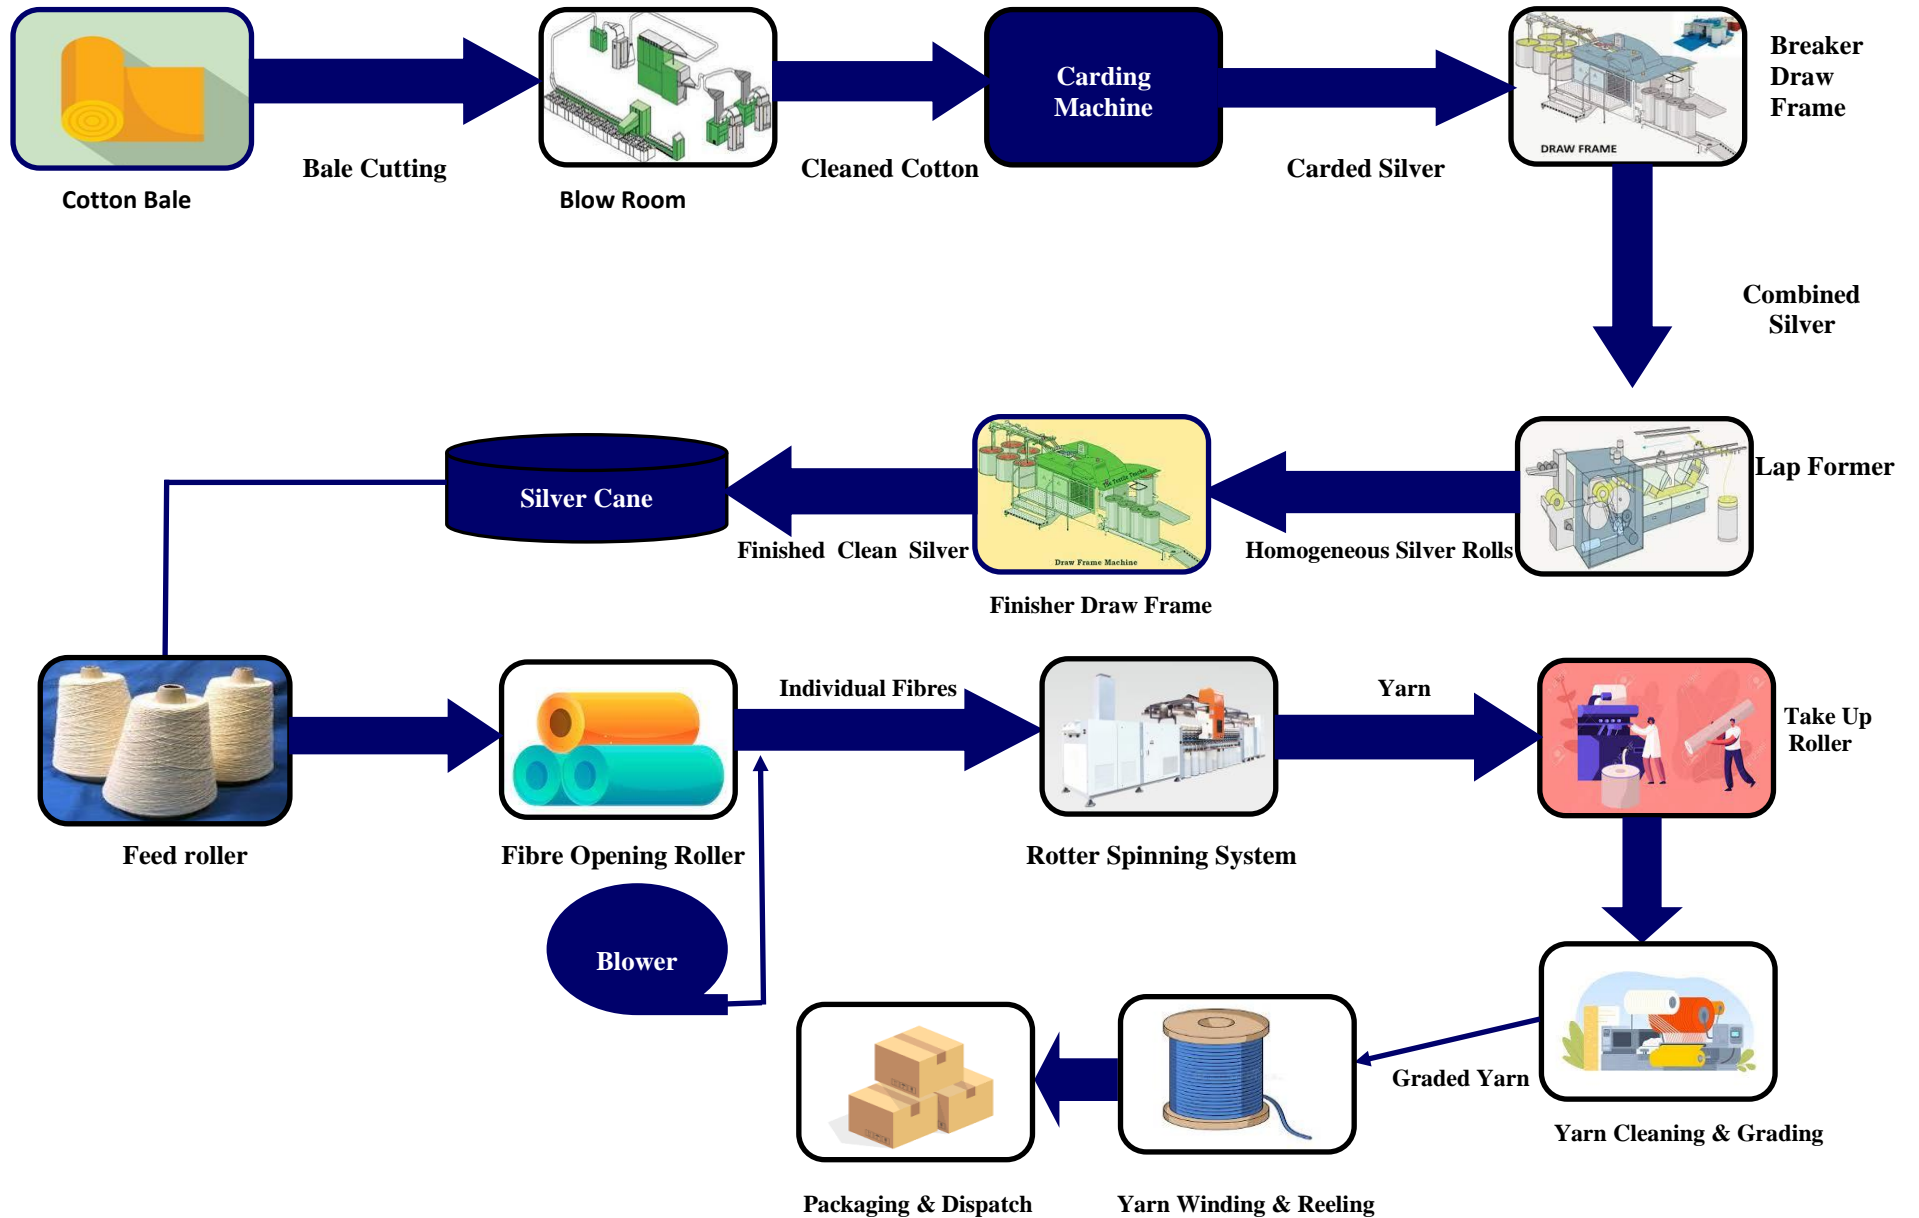 Carding
Machine
Breaker
Draw
Frame
DRAW FRAME
Bale Cutting
Cleaned Cotton
Carded Silver
Cotton Bale
Blow Room
Combined
Silver
Silver Cane
Lap Former
Finished Clean Silver
Draw Frame Machine
Homogeneous Silver Rolls
Finisher Draw Frame
Individual Fibres
Yarn
Take Up
Roller
Feed roller
Fibre Opening Roller
Rotter Spinning System
Blower
Graded Yarn
Yarn Cleaning & Grading
Packaging & Dispatch
Yarn Winding & Reeling